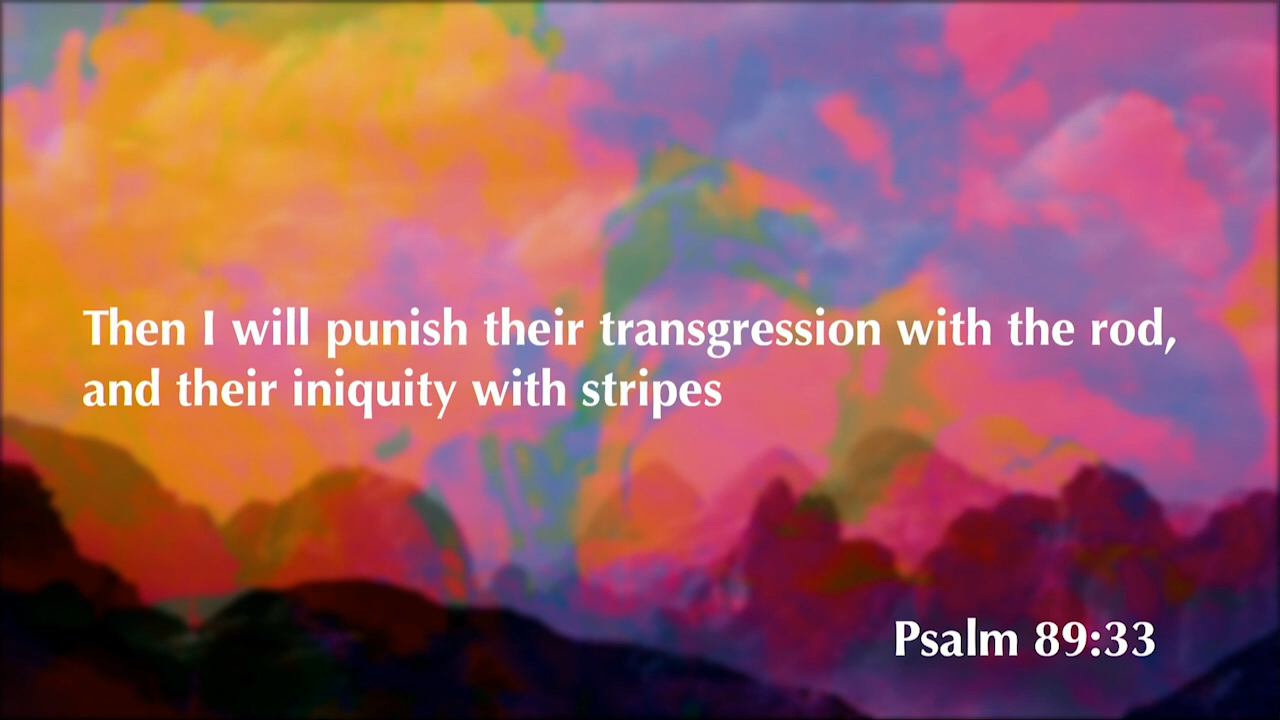 Then I will punish their transgression with the rod,
and their iniquity with stripes
Psalm 89:33